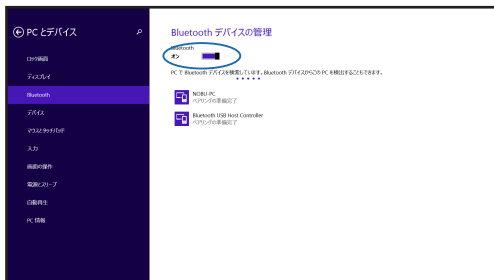 PC とデバイス
ロック画面
ディスプレイ
Bluetooth
デバイス
マウスとタッチパッド
入力
画面の操作
電源とスリープ
自動再生
PC 情報
Bluetooth デバイスの管理
Bluetooth
オン
PC で Bluetooth デバイスを検索しています。Bluetooth デバイスからこの PC を検出することもできます。
NOBU-PC
ペアリングの準備完了
Bluetooth USB Host Controller
ペアリングの準備完了